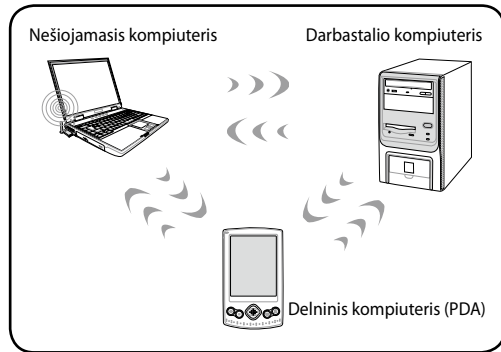 Nešiojamasis kompiuteris
Darbastalio kompiuteris
Delninis kompiuteris (PDA)